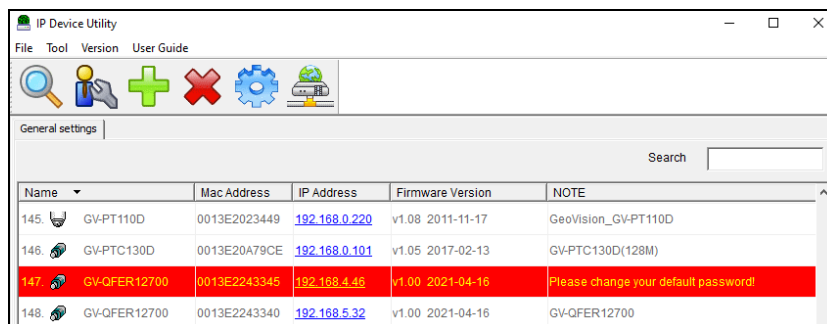 IP Device Utility
File Tool Version User Guide
General settings
Search
Name Mac Address IP Address Firmware Version NOTE
145. GV-PT110D 0013E2023449 192.168.0.220 v1.08 2011-11-17 GeoVision_GV-PT110D
146. GV-PTC130D 0013E20A79CE 192.168.0.101 v1.05 2017-02-13 GV-PTC130D(128M)
147. GV-QFER12700 0013E2243345 192.168.4.46 v1.00 2021-04-16 Please change your default password!
148. GV-QFER12700 0013E2243340 192.168.5.32 v1.00 2021-04-16 GV-QFER12700